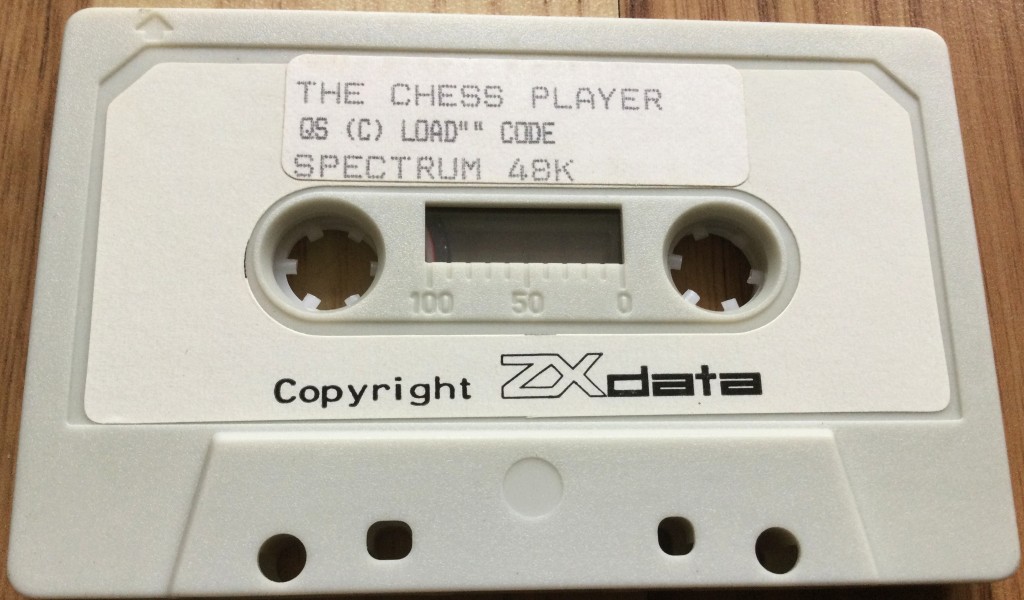 THE CHESS PLAYER
QS (C) LOAD"" CODE
SPECTRUM 48K
100 50 0
Copyright ZXdata